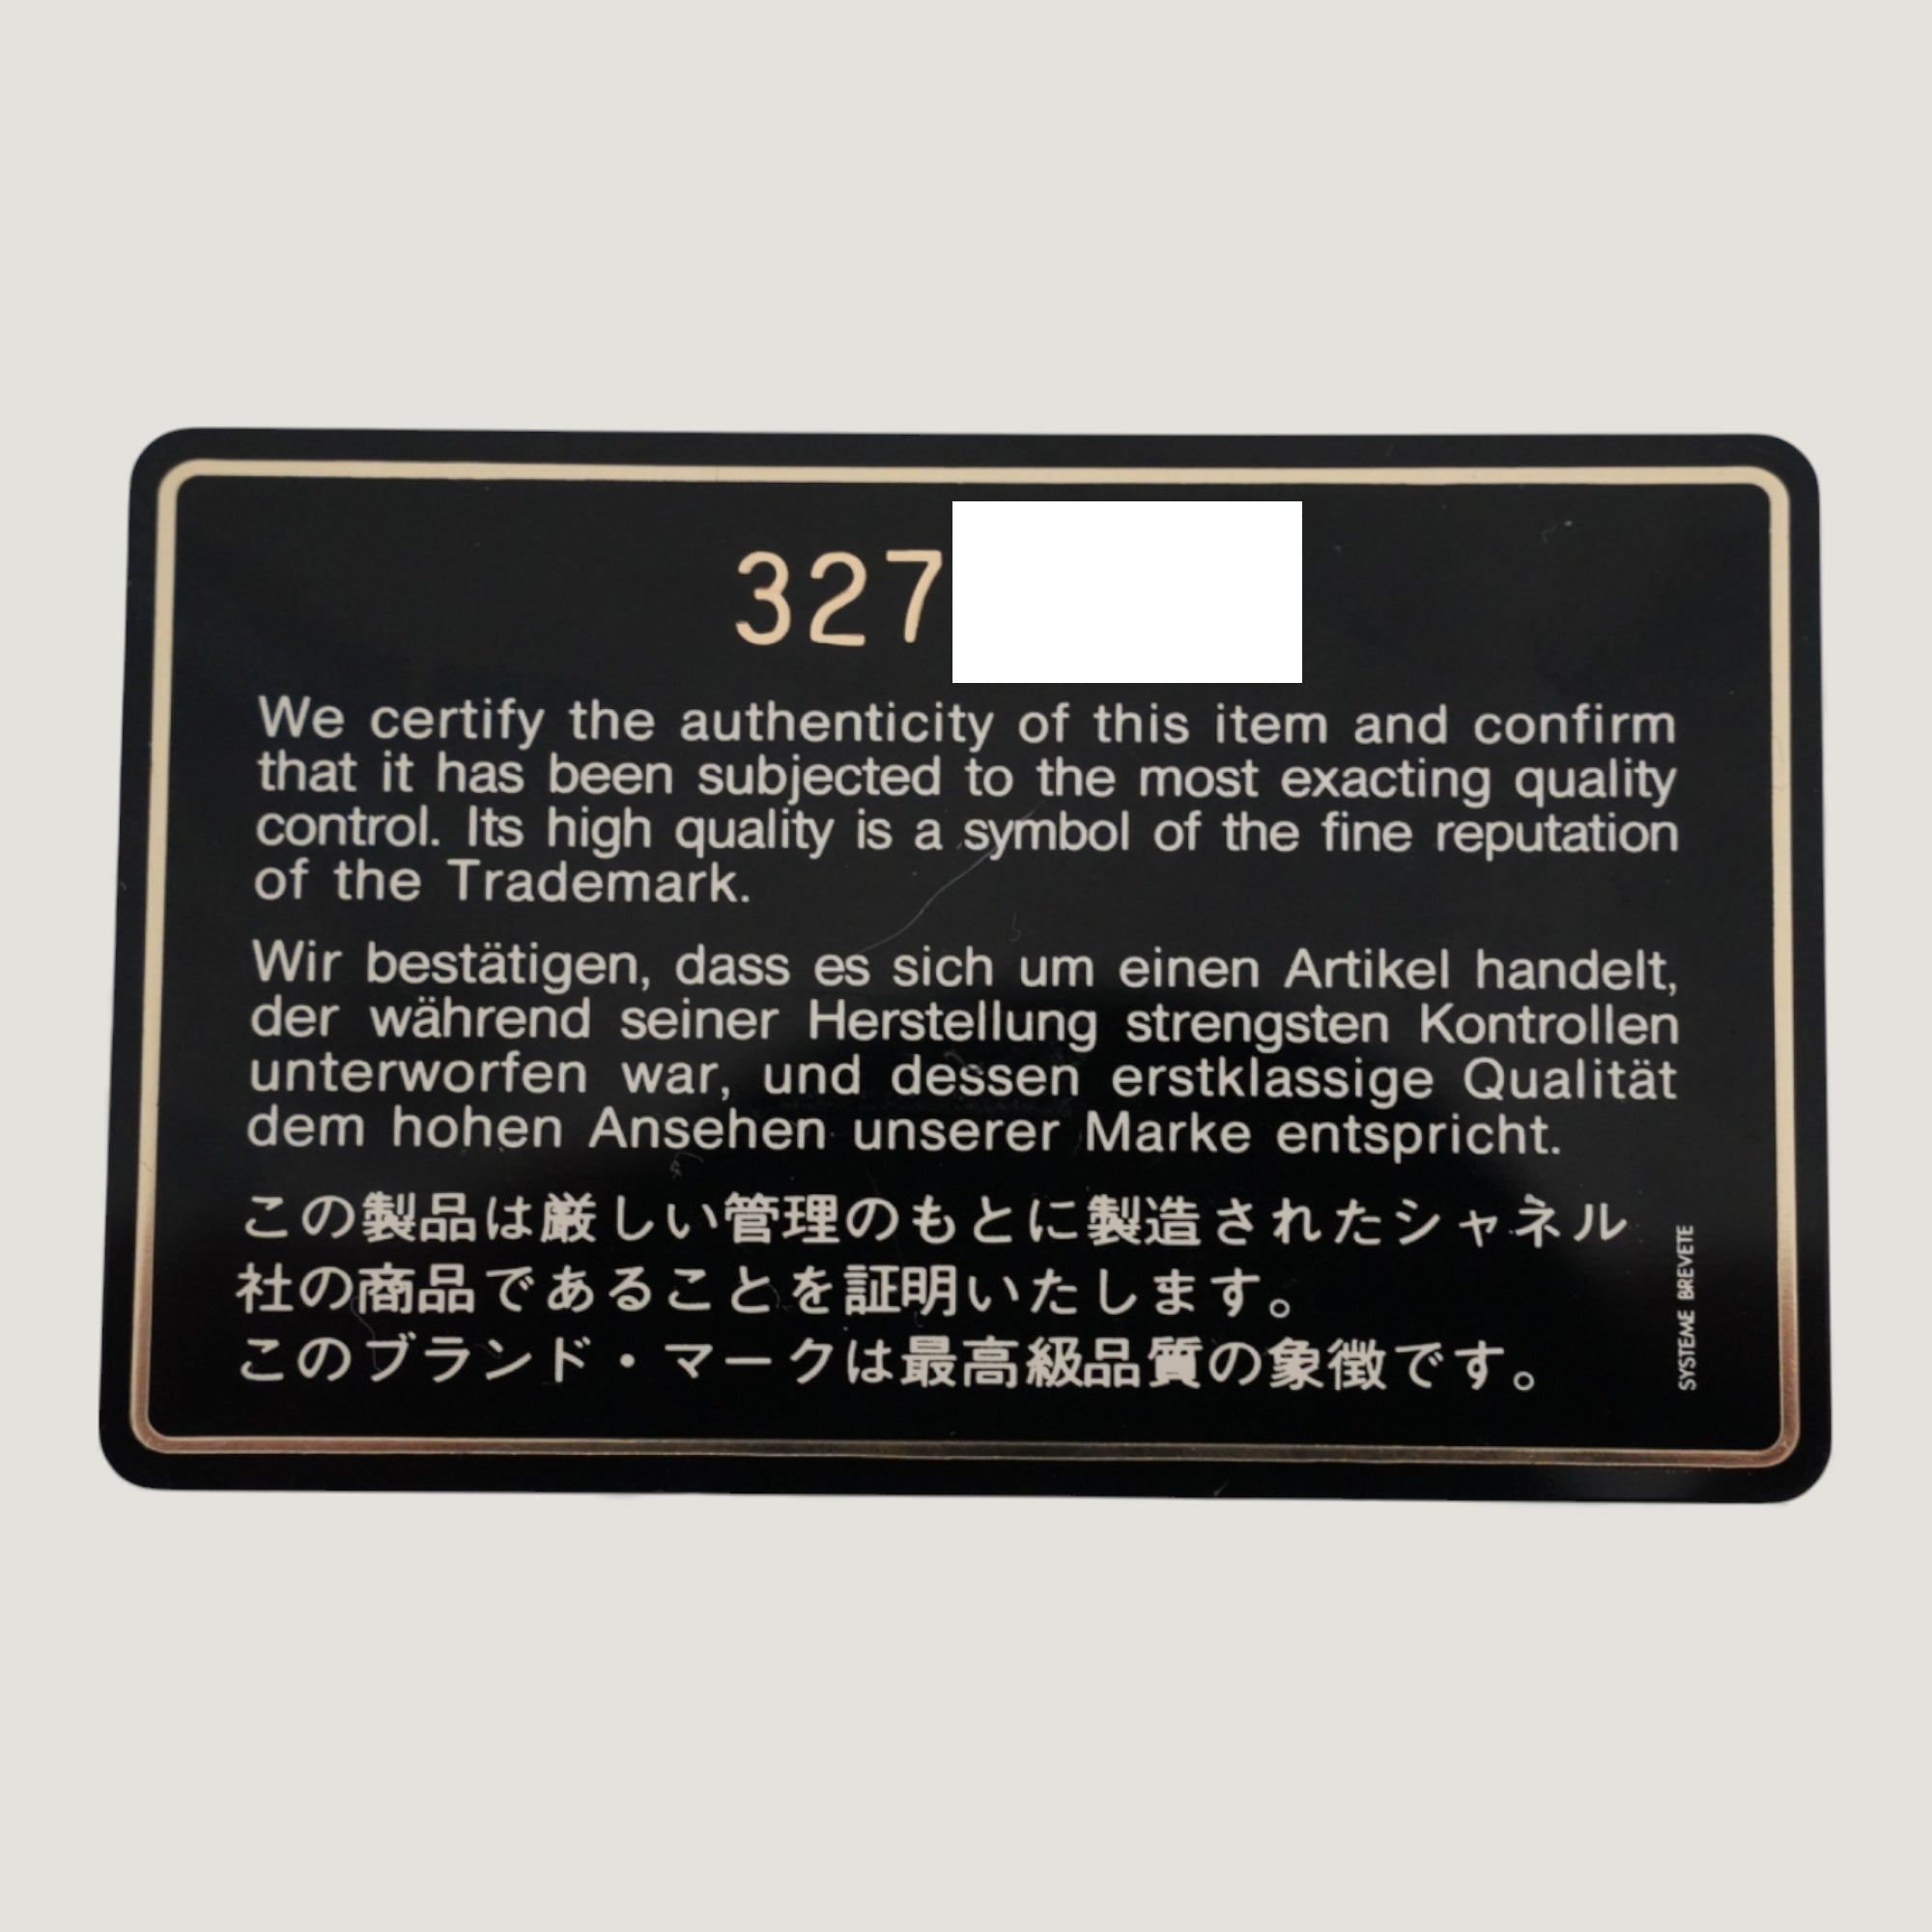 327
We certify the authenticity of this item and confirm
that it has been subjected to the most exacting quality
control. Its high quality is a symbol of the fine reputation
of the Trademark.
Wir bestätigen, dass es sich um einen Artikel handelt,
der während seiner Herstellung strengsten Kontrollen
unterworfen war, und dessen erstklassige Qualität
dem hohen Ansehen unserer Marke entspricht.
この製品は厳しい管理のもとに製造されたシャネル
社の商品であることを証明いたします。
このブランド・マークは最高級品質の象徴です。
SYSTEME BREVETE